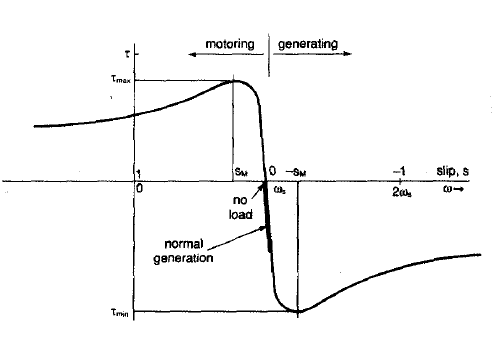 motoring generating
τ
τmax
1 sM 0 -sM -1 slip, s
0 ωs 2ωs ω→
no
load
normal
generation
τmin